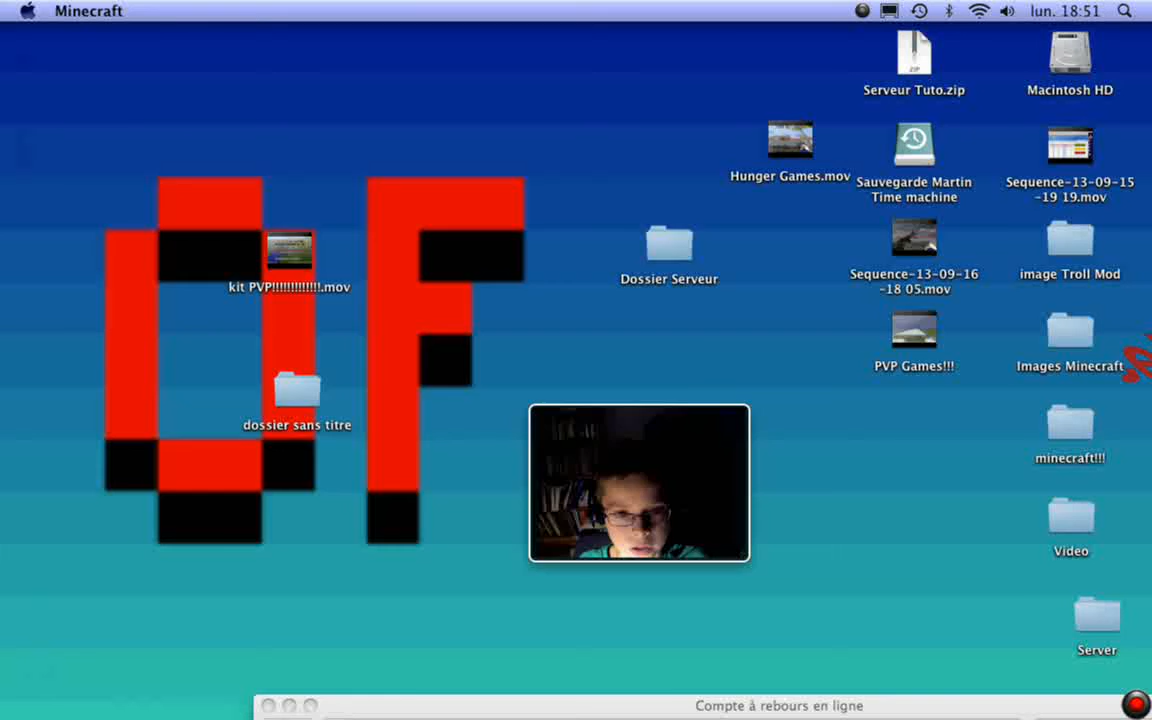 Minecraft
lun. 18:51
ZIP
Serveur Tuto.zip
Macintosh HD
Hunger Games.mov
Sauvegarde Martin
Time machine
Sequence-13-09-15
-19 19.mov
OF
kit PVP!!!!!!!!!!!!!.mov
Dossier Serveur
Sequence-13-09-16
-18 05.mov
image Troll Mod
PVP Games!!!
Images Minecraft
dossier sans titre
minecraft!!!
Video
Server
Compte à rebours en ligne